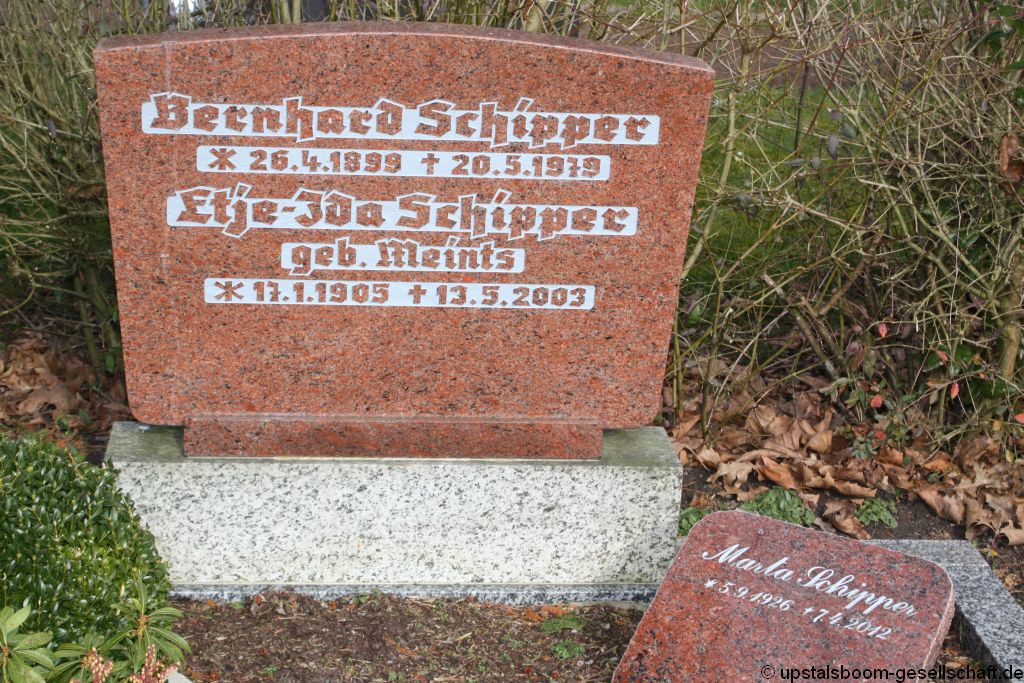 Bernhard Schipper
* 26.4.1899 † 20.5.1979
Etje-Ida Schipper
geb. Meints
* 17.1.1905 † 13.5.2003
Marta Schipper
* 5.9.1926 † 7.4.2012
© upstalsboom-gesellschaft.de